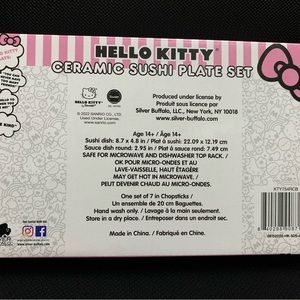 HELLO KITTY
CERAMIC SUSHI PLATE SET
HELLO KITTY
Produced under license by
Produit sous licence par
Silver Buffalo, LLC., New York, NY 10018
www.silver-buffalo.com
© 2022 SANRIO CO., LTD.
Used Under License.
www.sanrio.com
Age 14+ / Âge 14+
Sushi dish: 8.7 x 4.8 in / Plat à sushi: 22.09 x 12.19 cm
Sauce dish round: 2.95 in / Plat à sauce rond: 7.49 cm
SAFE FOR MICROWAVE AND DISHWASHER TOP RACK. /
OK POUR MICRO-ONDES ET AU
LAVE-VAISSELLE, HAUT ÉTAGÈRE
MAY GET HOT IN MICROWAVE. /
PEUT DEVENIR CHAUD AU MICRO-ONDES.
One set of 7 in Chopsticks /
Un ensemble de 20 cm Baguettes.
Hand wash only. / Lavage à la main seulement.
Store in a dry place. / Entreposer dans un endroit sec.
Made in China. / Fabriqué en Chine.